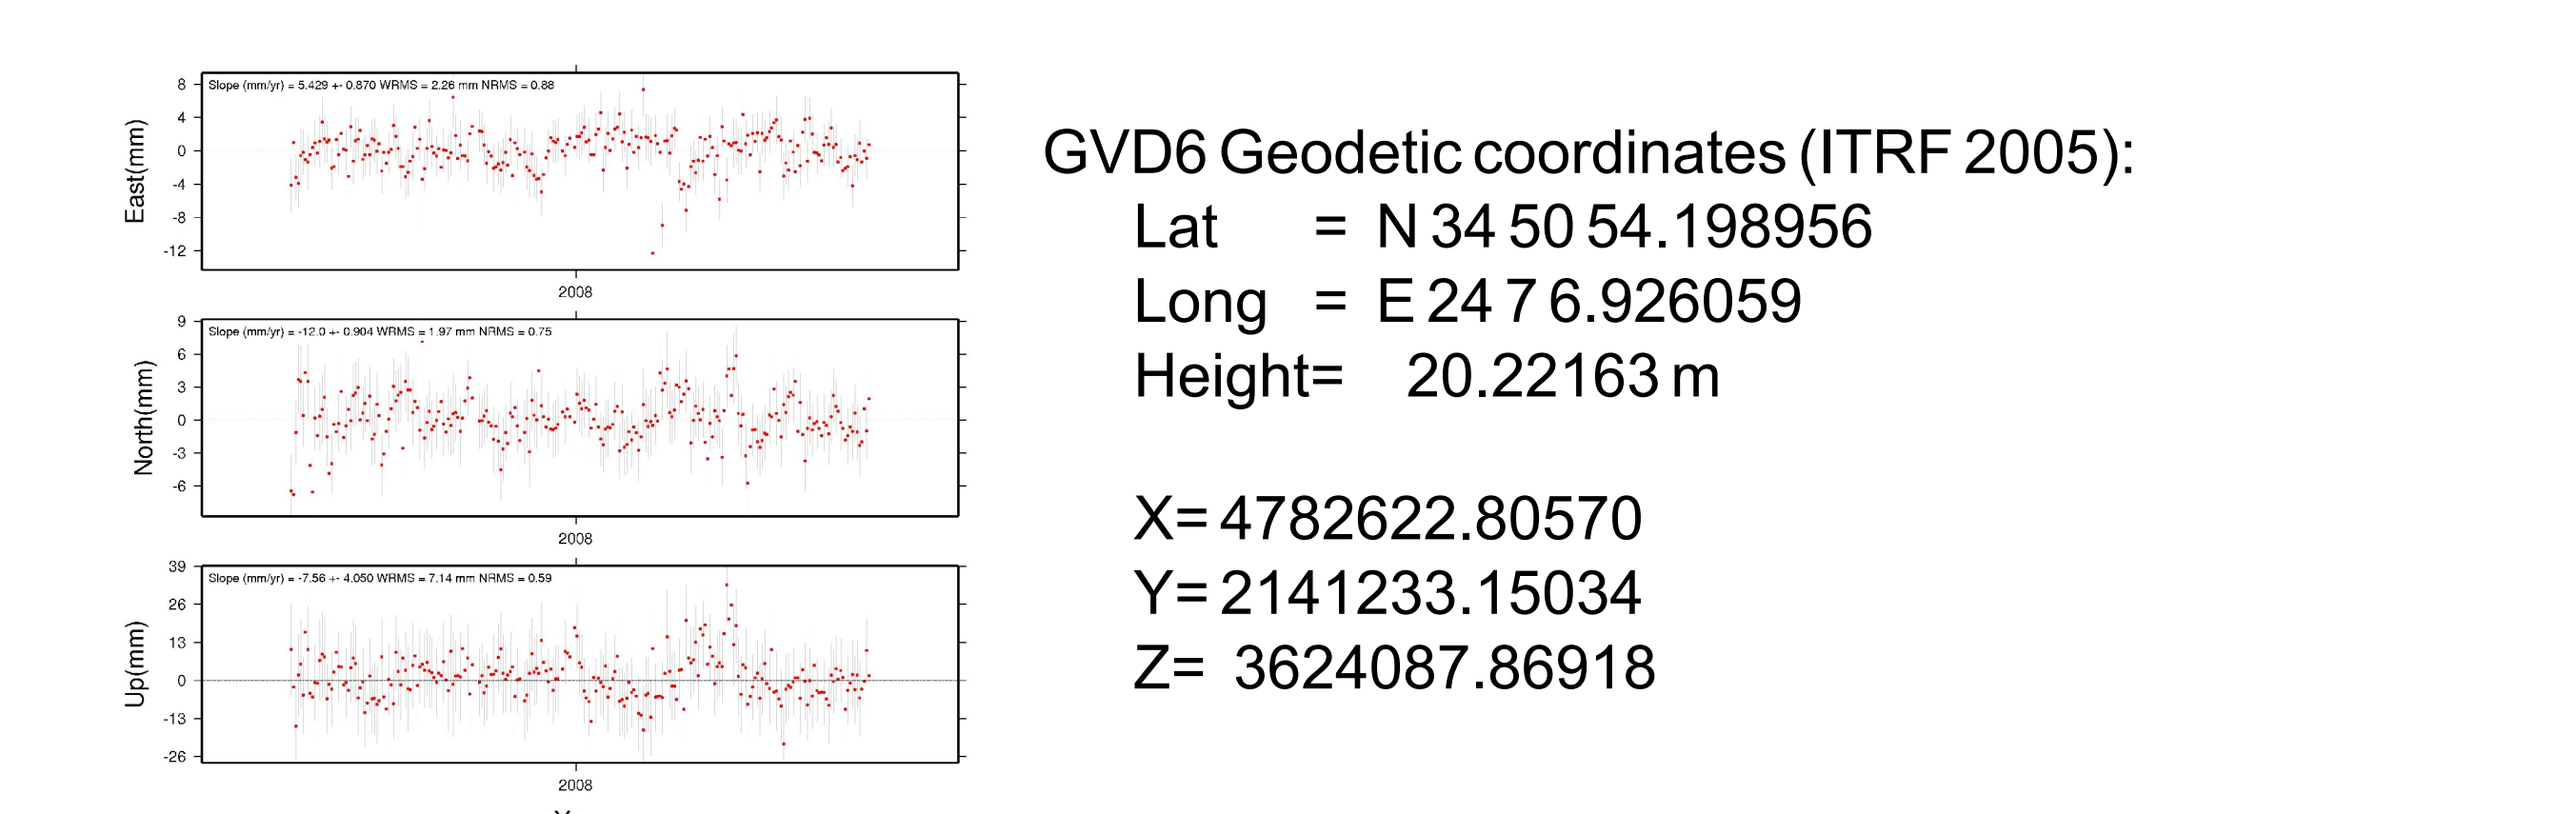 8
4
0
-4
-8
-12
East(mm)
Slope (mm/yr) = 5.429 +- 0.870 WRMS = 2.26 mm NRMS = 0.88
2008
9
6
3
0
-3
-6
North(mm)
Slope (mm/yr) = -12.0 +- 0.904 WRMS = 1.97 mm NRMS = 0.75
2008
39
26
13
0
-13
-26
Up(mm)
Slope (mm/yr) = -7.56 +- 4.050 WRMS = 7.14 mm NRMS = 0.59
2008
GVD6 Geodetic coordinates (ITRF 2005):
Lat = N 34 50 54.198956
Long = E 24 7 6.926059
Height= 20.22163 m
X= 4782622.80570
Y= 2141233.15034
Z= 3624087.86918